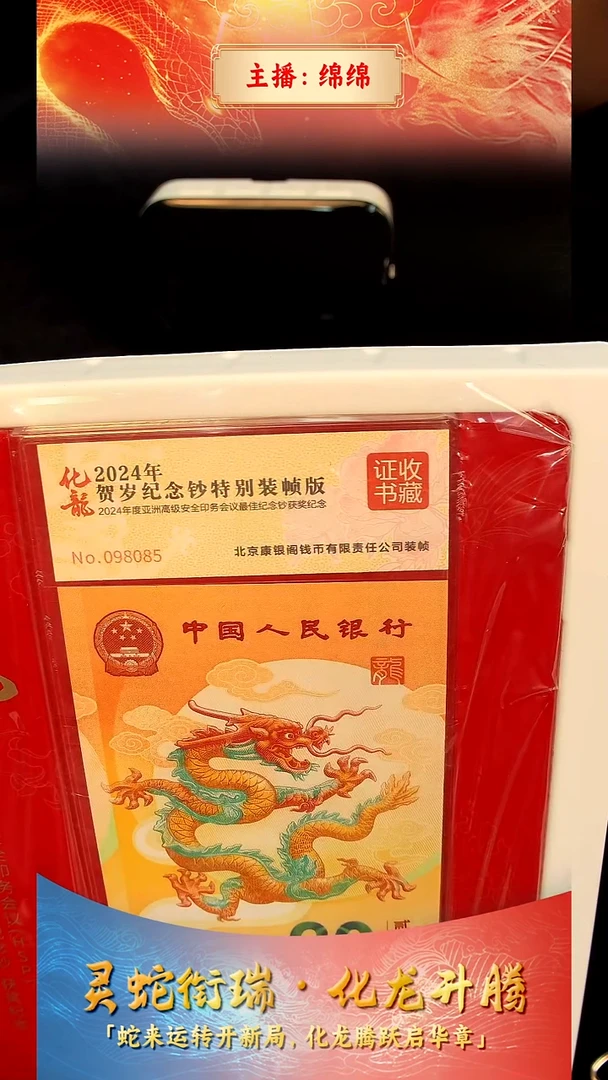 主播：绵绵
化龍
2024年
贺岁纪念钞特别装帧版
2024年度亚洲高级安全印务会议最佳纪念钞获奖纪念
证收
书藏
No.098085
北京康银阁钱币有限责任公司装帧
中国人民银行
龍
20
贰
灵蛇衔瑞·化龙升腾
「蛇来运转开新局，化龙腾跃启华章」